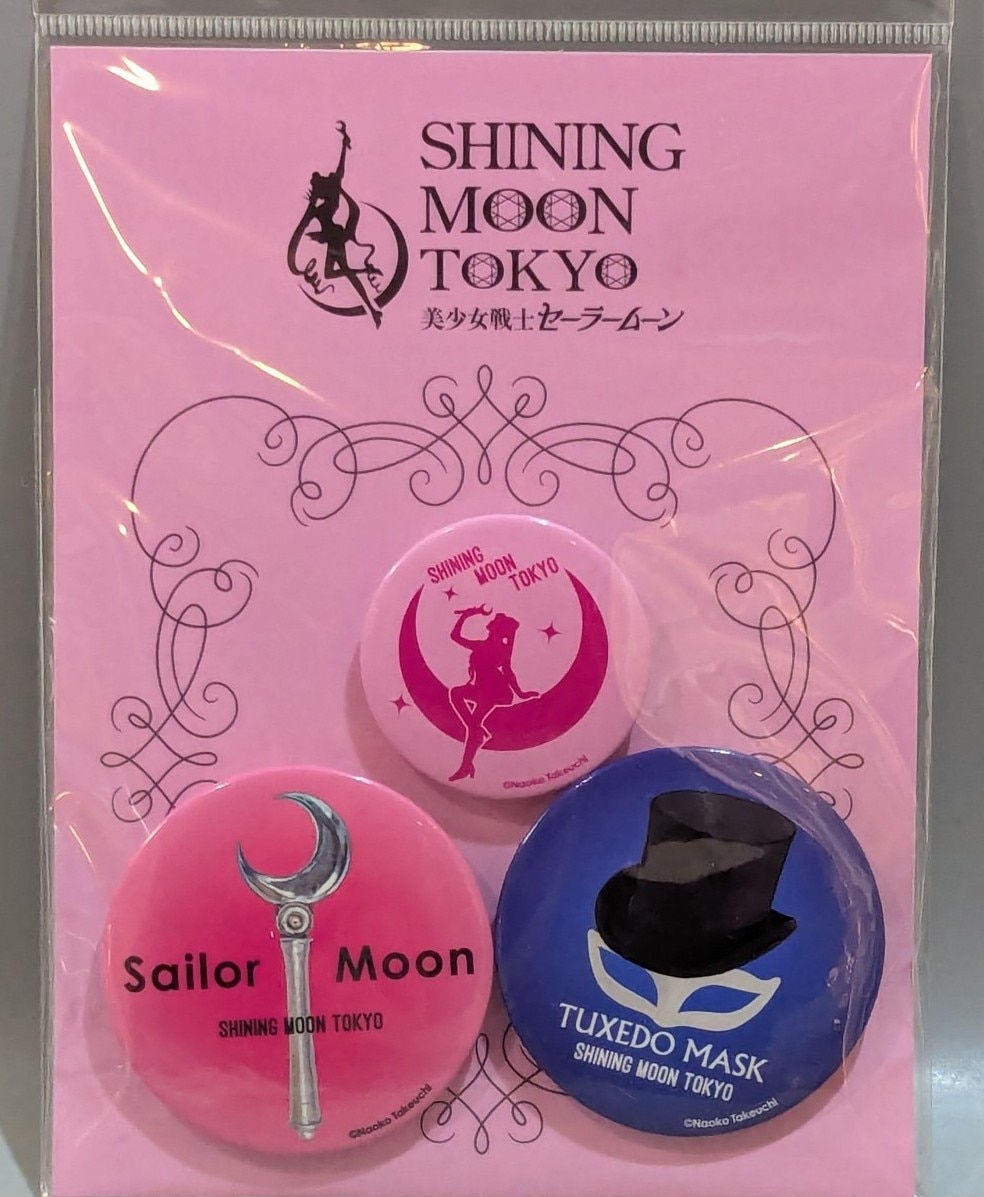 SHINING
MOON
TOKYO
美少女戦士セーラームーン
SHINING
MOON
TOKYO
©Naoko Takeuchi
Sailor Moon
SHINING MOON TOKYO
©Naoko Takeuchi
TUXEDO MASK
SHINING MOON TOKYO
©Naoko Takeuchi